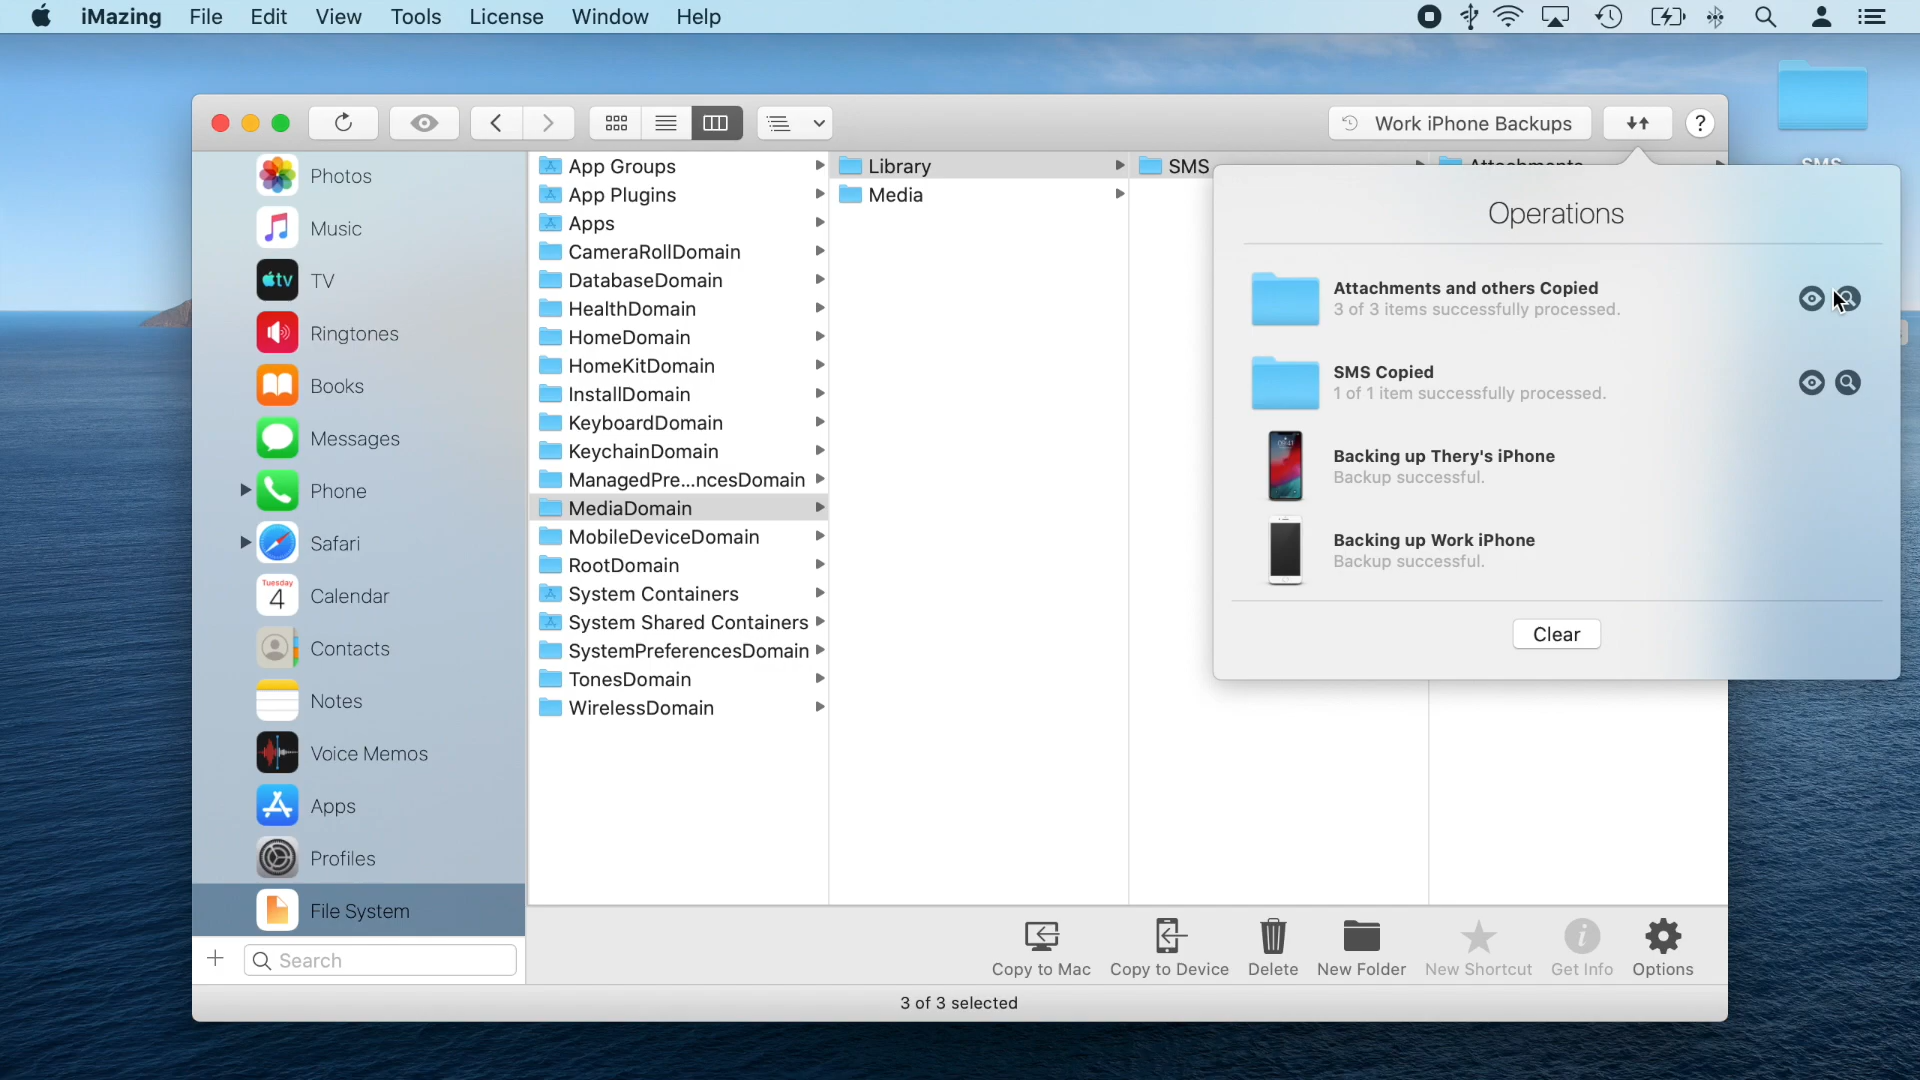 iMazing File Edit View Tools License Window Help
Work iPhone Backups
?
SMS
Photos
Music
tv TV
Ringtones
Books
Messages
Phone
Safari
Tuesday
4
Calendar
Contacts
Notes
Voice Memos
Apps
Profiles
File System
Search
App Groups
App Plugins
Apps
CameraRollDomain
DatabaseDomain
HealthDomain
HomeDomain
HomeKitDomain
InstallDomain
KeyboardDomain
KeychainDomain
ManagedPre...ncesDomain
MediaDomain
MobileDeviceDomain
RootDomain
System Containers
System Shared Containers
SystemPreferencesDomain
TonesDomain
WirelessDomain
Library
Media
SMS
Attachments
Operations
Attachments and others Copied
3 of 3 items successfully processed.
SMS Copied
1 of 1 item successfully processed.
09:41
Backing up Thery's iPhone
Backup successful.
Backing up Work iPhone
Backup successful.
Clear
Copy to Mac
Copy to Device
Delete
New Folder
New Shortcut
Get Info
Options
3 of 3 selected